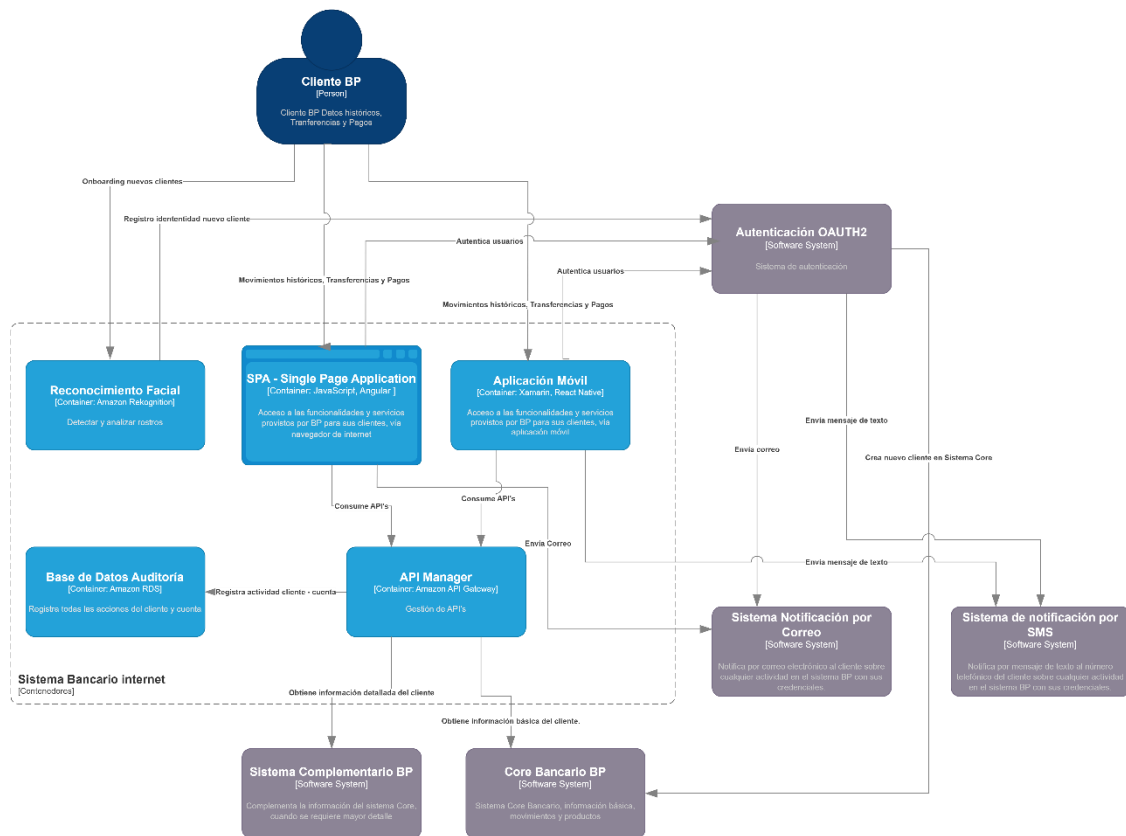 Cliente BP
[Person]
Cliente BP Datos históricos,
Tranferencias y Pagos
Onboarding nuevos clientes
Registro idententidad nuevo cliente
Autentica usuarios
Autentica usuarios
Autenticación OAUTH2
[Software System]
Sistema de autenticación
Movimientos históricos, Transferencias y Pagos
Movimientos históricos, Transferencias y Pagos
Reconocimiento Facial
[Container: Amazon Rekognition]
Detectar y analizar rostros
SPA - Single Page Application
[Container: JavaScript, Angular ]
Acceso a las funcionalidades y servicios
provistos por BP para sus clientes, vía
navegador de internet
Aplicación Móvil
[Container: Xamarin, React Native]
Acceso a las funcionalidades y servicios
provistos por BP para sus clientes, vía
aplicación móvil
Envía mensaje de texto
Envía correo
Crea nuevo cliente en Sistema Core
Consume API's
Consume API's
Envía Correo
Envía mensaje de texto
Base de Datos Auditoría
[Container: Amazon RDS]
Registra todas las acciones del cliente y cuenta
Registra actividad cliente - cuenta
API Manager
[Container: Amazon API Gateway]
Gestión de API's
Sistema Notificación por
Correo
[Software System]
Notifica por correo electrónico al cliente sobre
cualquier actividad en el sistema BP con sus
credenciales.
Sistema de notificación por
SMS
[Software System]
Notifica por mensaje de texto al número
telefónico del cliente sobre cualquier actividad
en el sistema BP con sus credenciales
Sistema Bancario internet
[Contenedores]
Obtiene información detallada del cliente
Obtiene información básica del cliente.
Sistema Complementario BP
[Software System]
Complementa la información del sistema Core,
cuando se requiere mayor detalle
Core Bancario BP
[Software System]
Sistema Core Bancario, información básica,
movimientos y productos